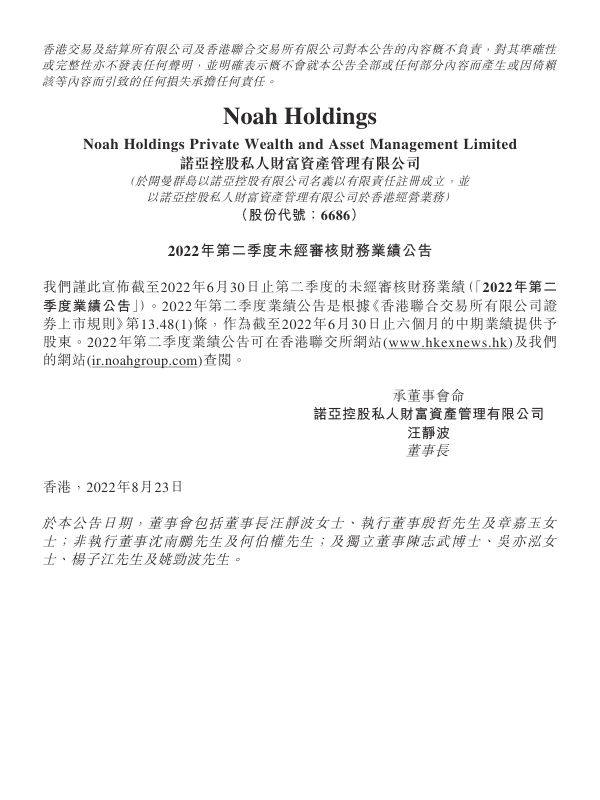 香港交易及結算所有限公司及香港聯合交易所有限公司對本公告的內容概不負責，對其準確性
或完整性亦不發表任何聲明，並明確表示概不會就本公告全部或任何部分內容而產生或因倚賴
該等內容而引致的任何損失承擔任何責任。
Noah Holdings
Noah Holdings Private Wealth and Asset Management Limited
諾亞控股私人財富資產管理有限公司
（於開曼群島以諾亞控股有限公司名義以有限責任註冊成立，並
以諾亞控股私人財富資產管理有限公司於香港經營業務）
（股份代號：6686）
2022年第二季度未經審核財務業績公告
我們謹此宣佈截至2022年6月30日止第二季度的未經審核財務業績（「2022年第二
季度業績公告」）。2022年第二季度業績公告是根據《香港聯合交易所有限公司證
券上市規則》第13.48(1)條，作為截至2022年6月30日止六個月的中期業績提供予
股東。2022年第二季度業績公告可在香港聯交所網站(www.hkexnews.hk)及我們
的網站(ir.noahgroup.com)查閱。
承董事會命
諾亞控股私人財富資產管理有限公司
汪靜波
董事長
香港，2022年8月23日
於本公告日期，董事會包括董事長汪靜波女士、執行董事殷哲先生及章嘉玉女
士；非執行董事沈南鵬先生及何伯權先生；及獨立董事陳志武博士、吳亦泓女
士、楊子江先生及姚勁波先生。